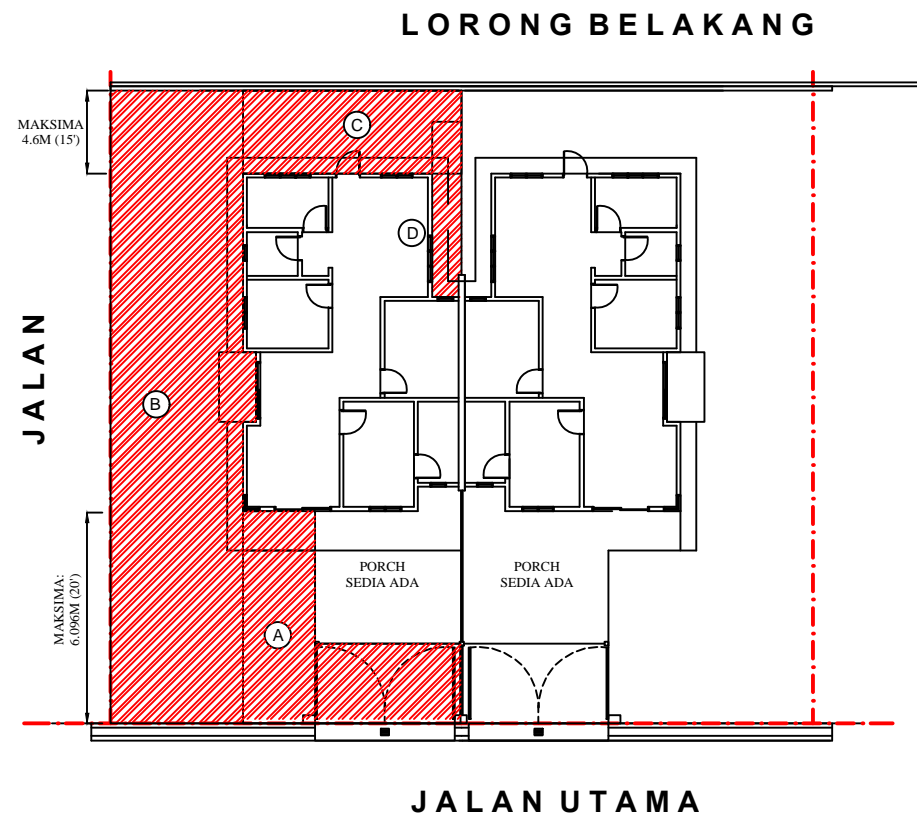 LORONG BELAKANG
MAKSIMA
4.6M (15')
C
D
JALAN
B
MAKSIMA:
6.096M (20')
PORCH
SEDIA ADA
PORCH
SEDIA ADA
A
JALAN UTAMA